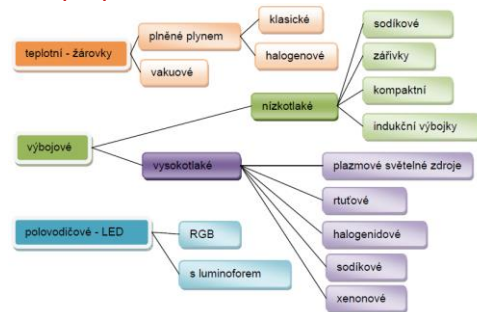 teplotní - žárovky
plněné plynem
klasické
halogenové
vakuové
výbojové
nízkotlaké
sodíkové
zářivky
kompaktní
indukční výbojky
vysokotlaké
plazmové světelné zdroje
rtuťové
halogenidové
sodíkové
xenonové
polovodičové - LED
RGB
s luminoforem